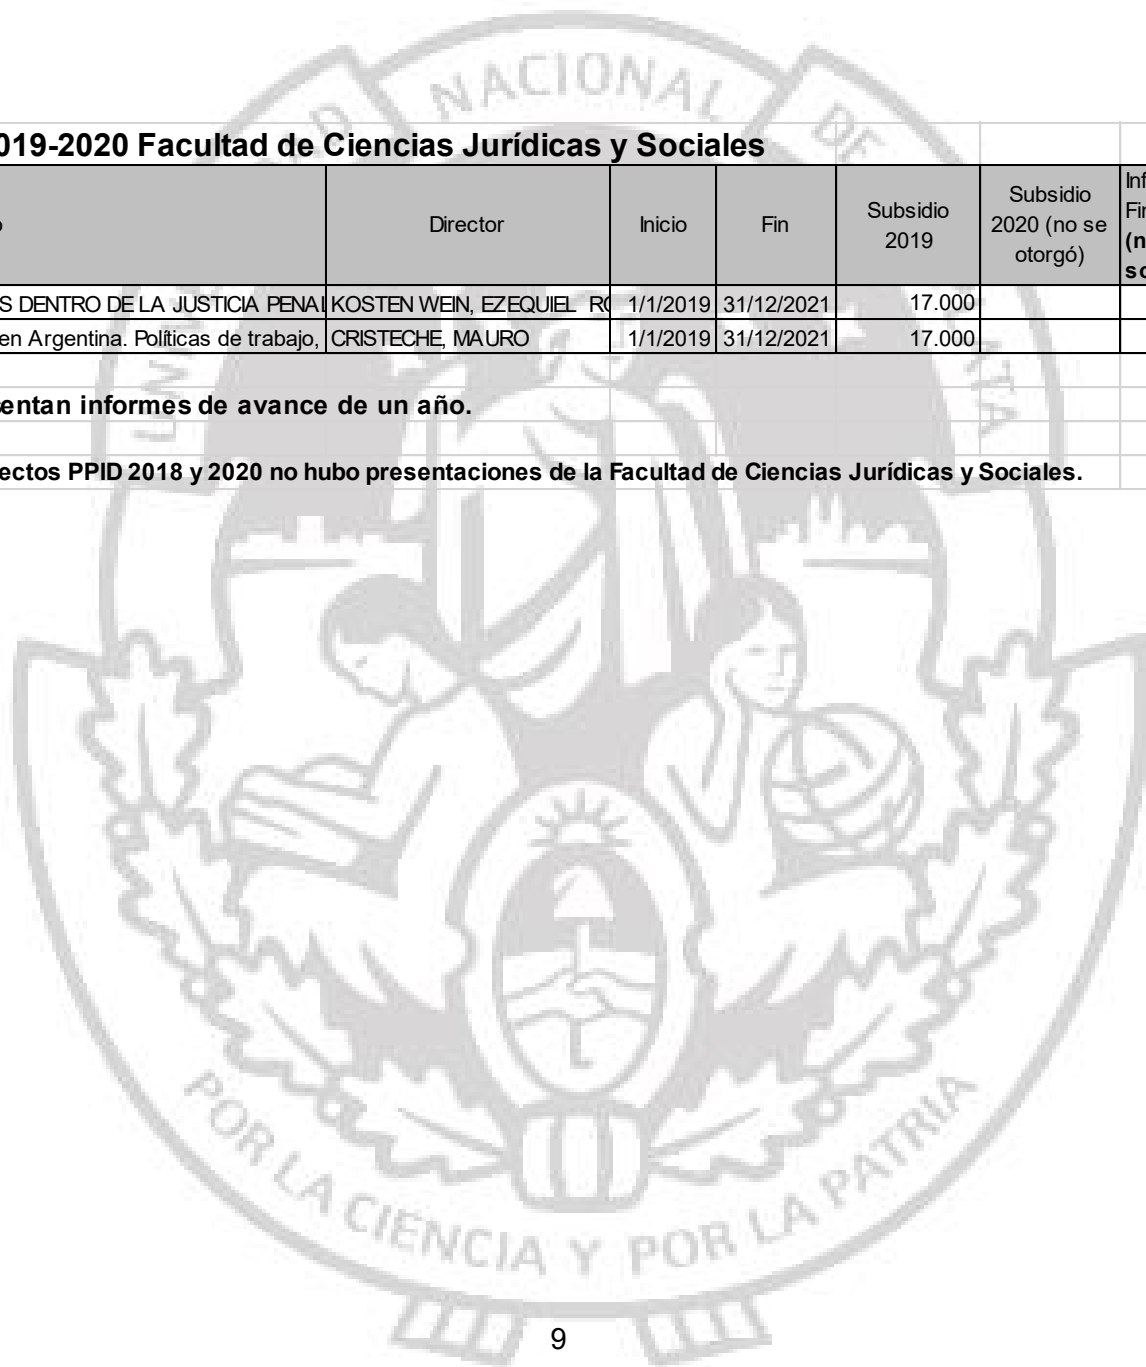 019-2020 Facultad de Ciencias Jurídicas y Sociales
o Director Inicio Fin Subsidio 2019 Subsidio 2020 (no se otorgó)
S DENTRO DE LA JUSTICIA PENAL KOSTEN WEIN, EZEQUIEL 1/1/2019 31/12/2021 17.000
en Argentina. Políticas de trabajo, CRISTECHE, MAURO 1/1/2019 31/12/2021 17.000
sentan informes de avance de un año.
ectos PPID 2018 y 2020 no hubo presentaciones de la Facultad de Ciencias Jurídicas y Sociales.
NACIONAL DE
POR LA CIENCIA Y POR LA PATRIA
9